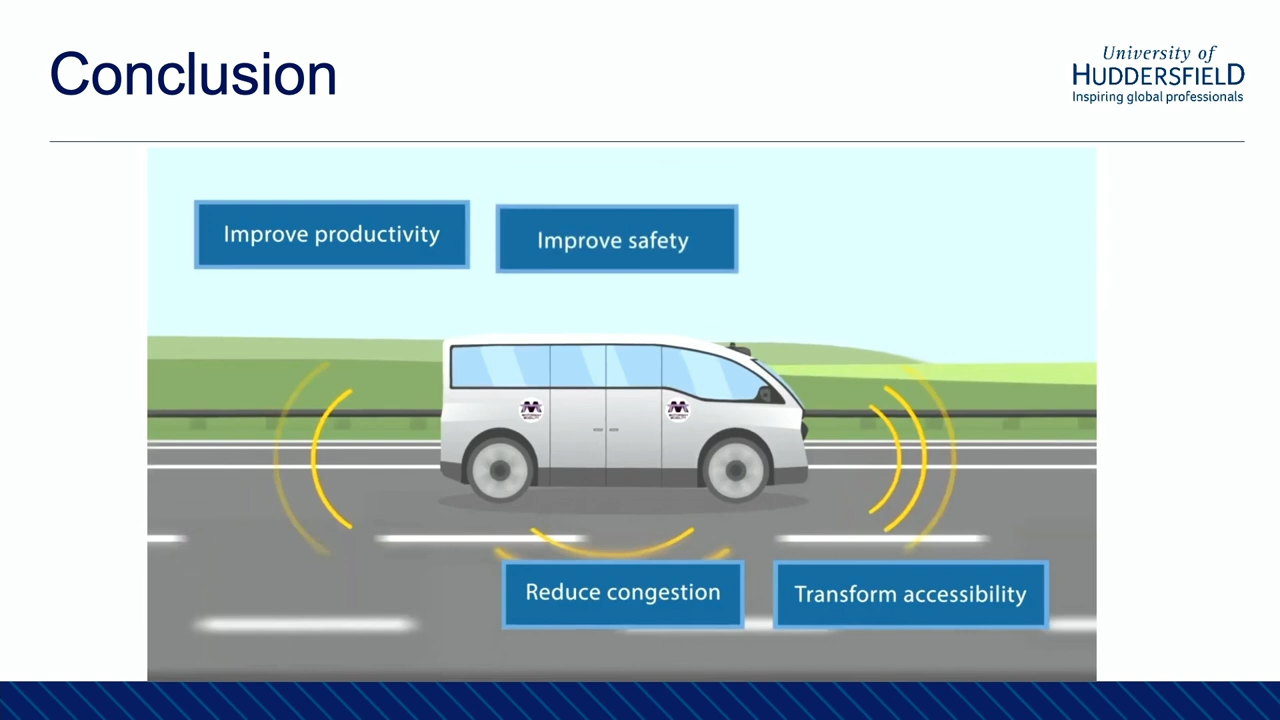 Conclusion
University of
HUDDERSFIELD
Inspiring global professionals
Improve productivity
Improve safety
Reduce congestion
Transform accessibility